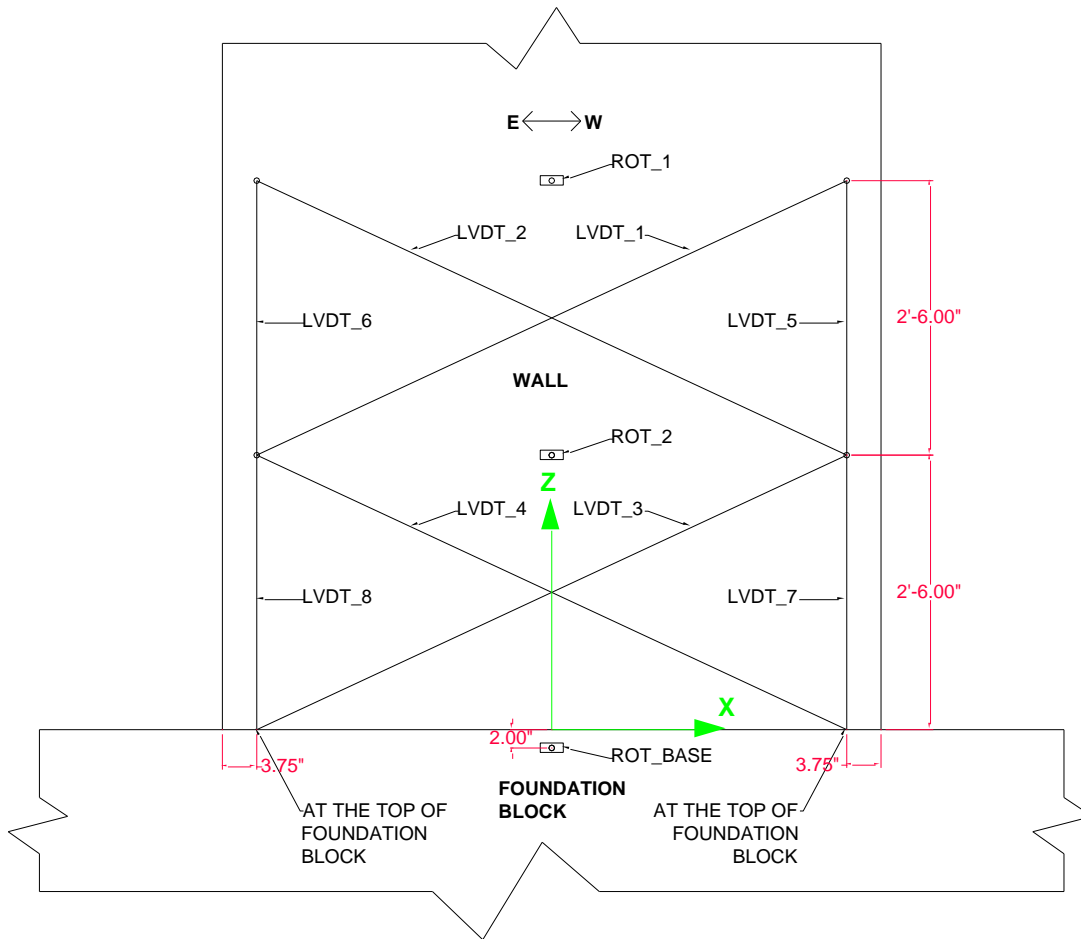 E W
ROT_1
LVDT_2 LVDT_1
LVDT_6 LVDT_5 2'-6.00"
WALL
ROT_2
Z
LVDT_4 LVDT_3
LVDT_8 LVDT_7 2'-6.00"
X
2.00" ROT_BASE
3.75" 3.75"
FOUNDATION
BLOCK
AT THE TOP OF
FOUNDATION
BLOCK
AT THE TOP OF
FOUNDATION
BLOCK